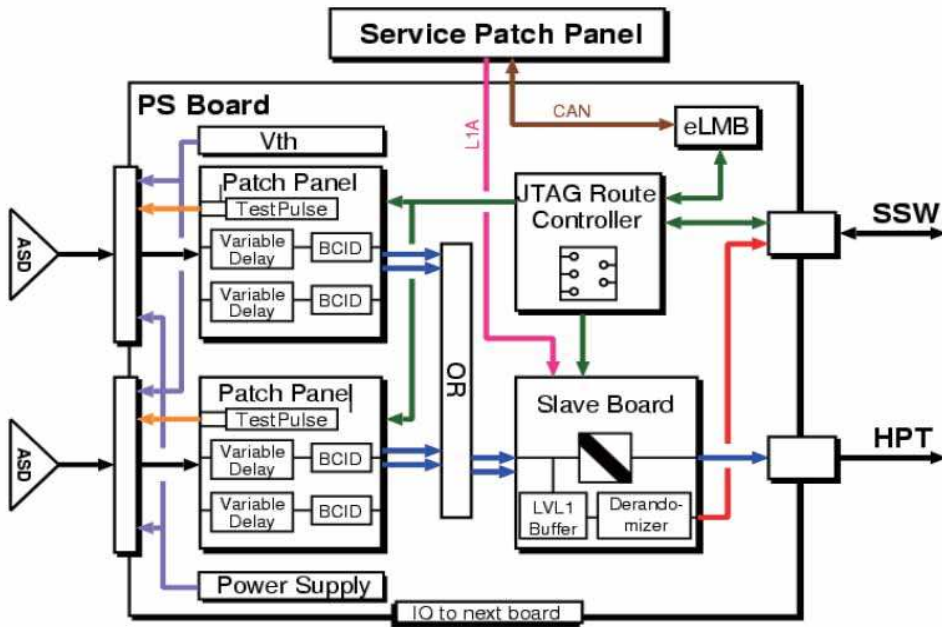 Service Patch Panel
PS Board
L1A
CAN
eLMB
Vth
Patch Panel
TestPulse
Variable
Delay
BCID
Variable
Delay
BCID
ASD
JTAG Route
Controller
SSW
OR
Patch Panel
TestPulse
Variable
Delay
BCID
Variable
Delay
BCID
ASD
Slave Board
LVL1
Buffer
Derando-
mizer
HPT
Power Supply
IO to next board